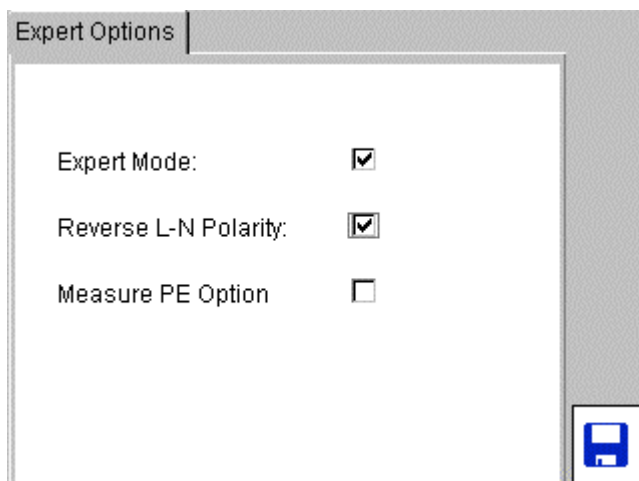 Expert Options
Expert Mode:
Reverse L-N Polarity:
Measure PE Option